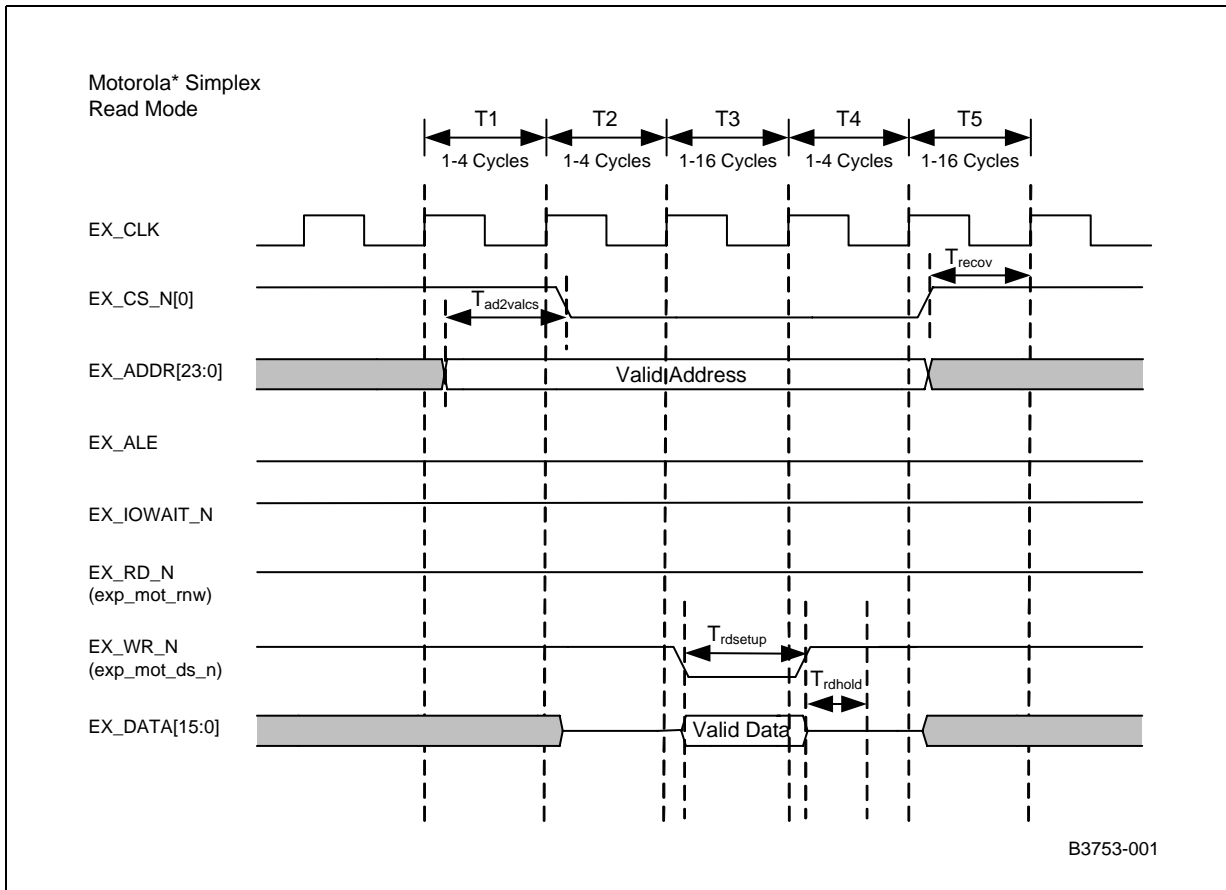 Motorola* Simplex
Read Mode
T1 T2 T3 T4 T5
1-4 Cycles 1-4 Cycles 1-16 Cycles 1-4 Cycles 1-16 Cycles
EX_CLK
Trecov
EX_CS_N[0]
Tad2valcs
EX_ADDR[23:0] Valid Address
EX_ALE
EX_IOWAIT_N
EX_RD_N
(exp_mot_rnw)
EX_WR_N
(exp_mot_ds_n)
Trdsetup
Trdhold
EX_DATA[15:0] Valid Data
B3753-001